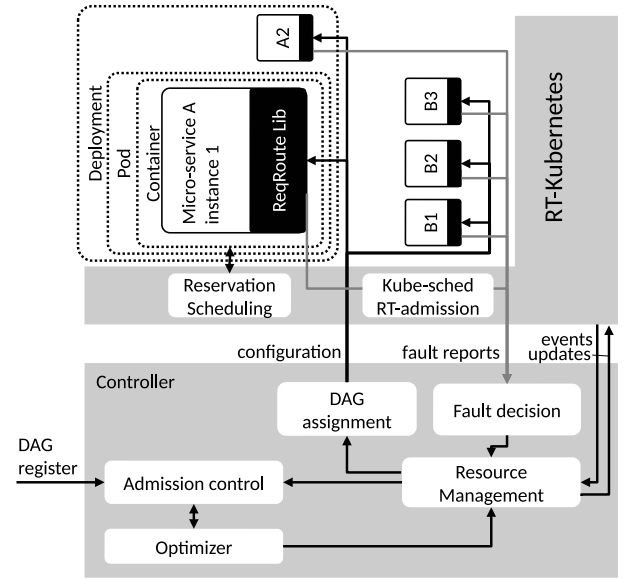 A2
Deployment
Pod
Container
Micro-service A
instance 1
ReqRoute Lib
B3
B2
B1
RT-Kubernetes
Reservation
Scheduling
Kube-sched
RT-admission
configuration
fault reports
events
updates
Controller
DAG
assignment
Fault decision
DAG
register
Admission control
Resource
Management
Optimizer